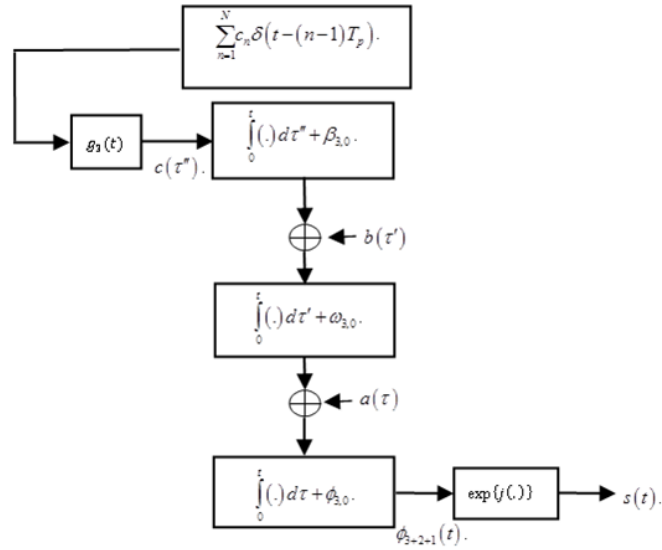 ∑_{n=1}^{N} c_n δ(t−(n−1)T_p).
g_3(t)
c(τ″).
∫_0^t (.) dτ″ + β_{3,0}.
b(τ′)
∫_0^t (.) dτ′ + ω_{3,0}.
a(τ)
∫_0^t (.) dτ + ϕ_{3,0}.
ϕ_{3+2+1}(t).
exp{j(.)}
s(t).